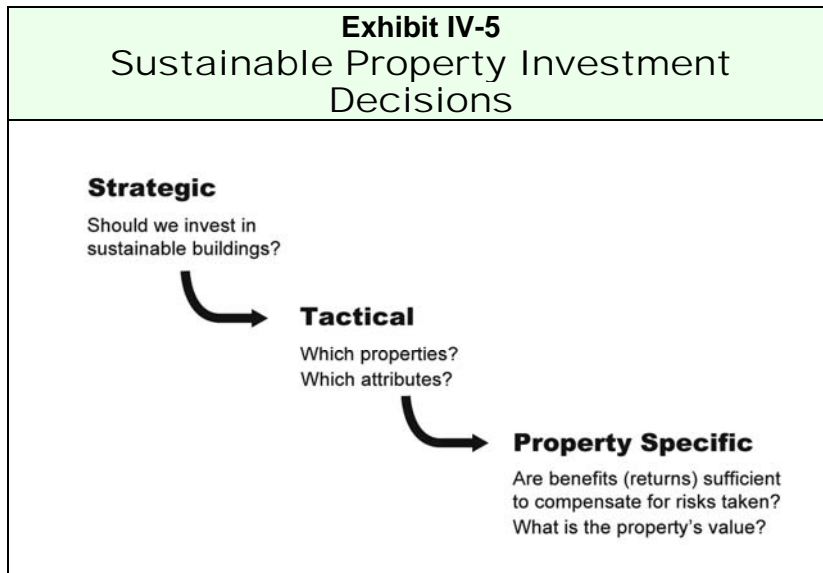 Exhibit IV-5
Sustainable Property Investment
Decisions
Strategic
Should we invest in
sustainable buildings?
Tactical
Which properties?
Which attributes?
Property Specific
Are benefits (returns) sufficient
to compensate for risks taken?
What is the property's value?